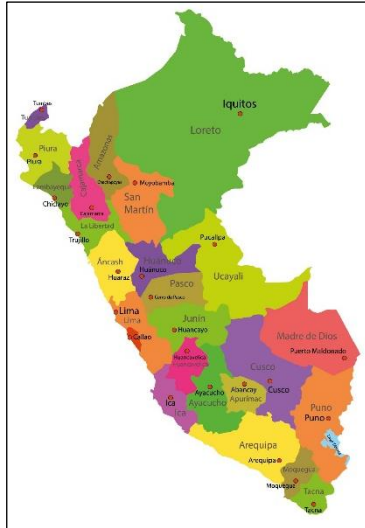 Iquitos
Loreto
Tumbes
Piura
Piura
Amazonas
Cajamarca
Moyobamba
San
Martín
Chiclayo
Cajamarca
La Libertad
Trujillo
Pucallpa
Áncash
Huaraz
Huánuco
Huánuco
Ucayali
Pasco
Cerro de Pasco
Lima
Lima
Junín
Huancayo
Callao
Madre de Dios
Puerto Maldonado
Huancavelica
Cusco
Cusco
Ayacucho
Ayacucho
Abancay
Apurímac
Ica
Ica
Puno
Puno
Arequipa
Arequipa
Moquegua
Moquegua
Tacna
Tacna